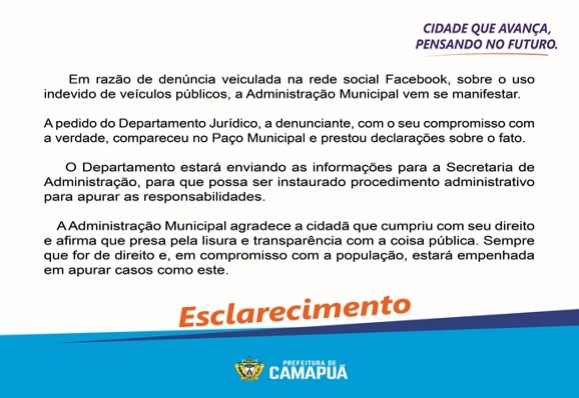 CIDADE QUE AVANÇA,
PENSANDO NO FUTURO.
Em razão de denúncia veiculada na rede social Facebook, sobre o uso
indevido de veículos públicos, a Administração Municipal vem se manifestar.
A pedido do Departamento Jurídico, a denunciante, com o seu compromisso com
a verdade, compareceu no Paço Municipal e prestou declarações sobre o fato.
O Departamento estará enviando as informações para a Secretaria de
Administração, para que possa ser instaurado procedimento administrativo
para apurar as responsabilidades.
A Administração Municipal agradece a cidadã que cumpriu com seu direito
e afirma que presa pela lisura e transparência com a coisa pública. Sempre
que for de direito e, em compromisso com a população, estará empenhada
em apurar casos como este.
Esclarecimento
PREFEITURA DE
CAMAPUÃ